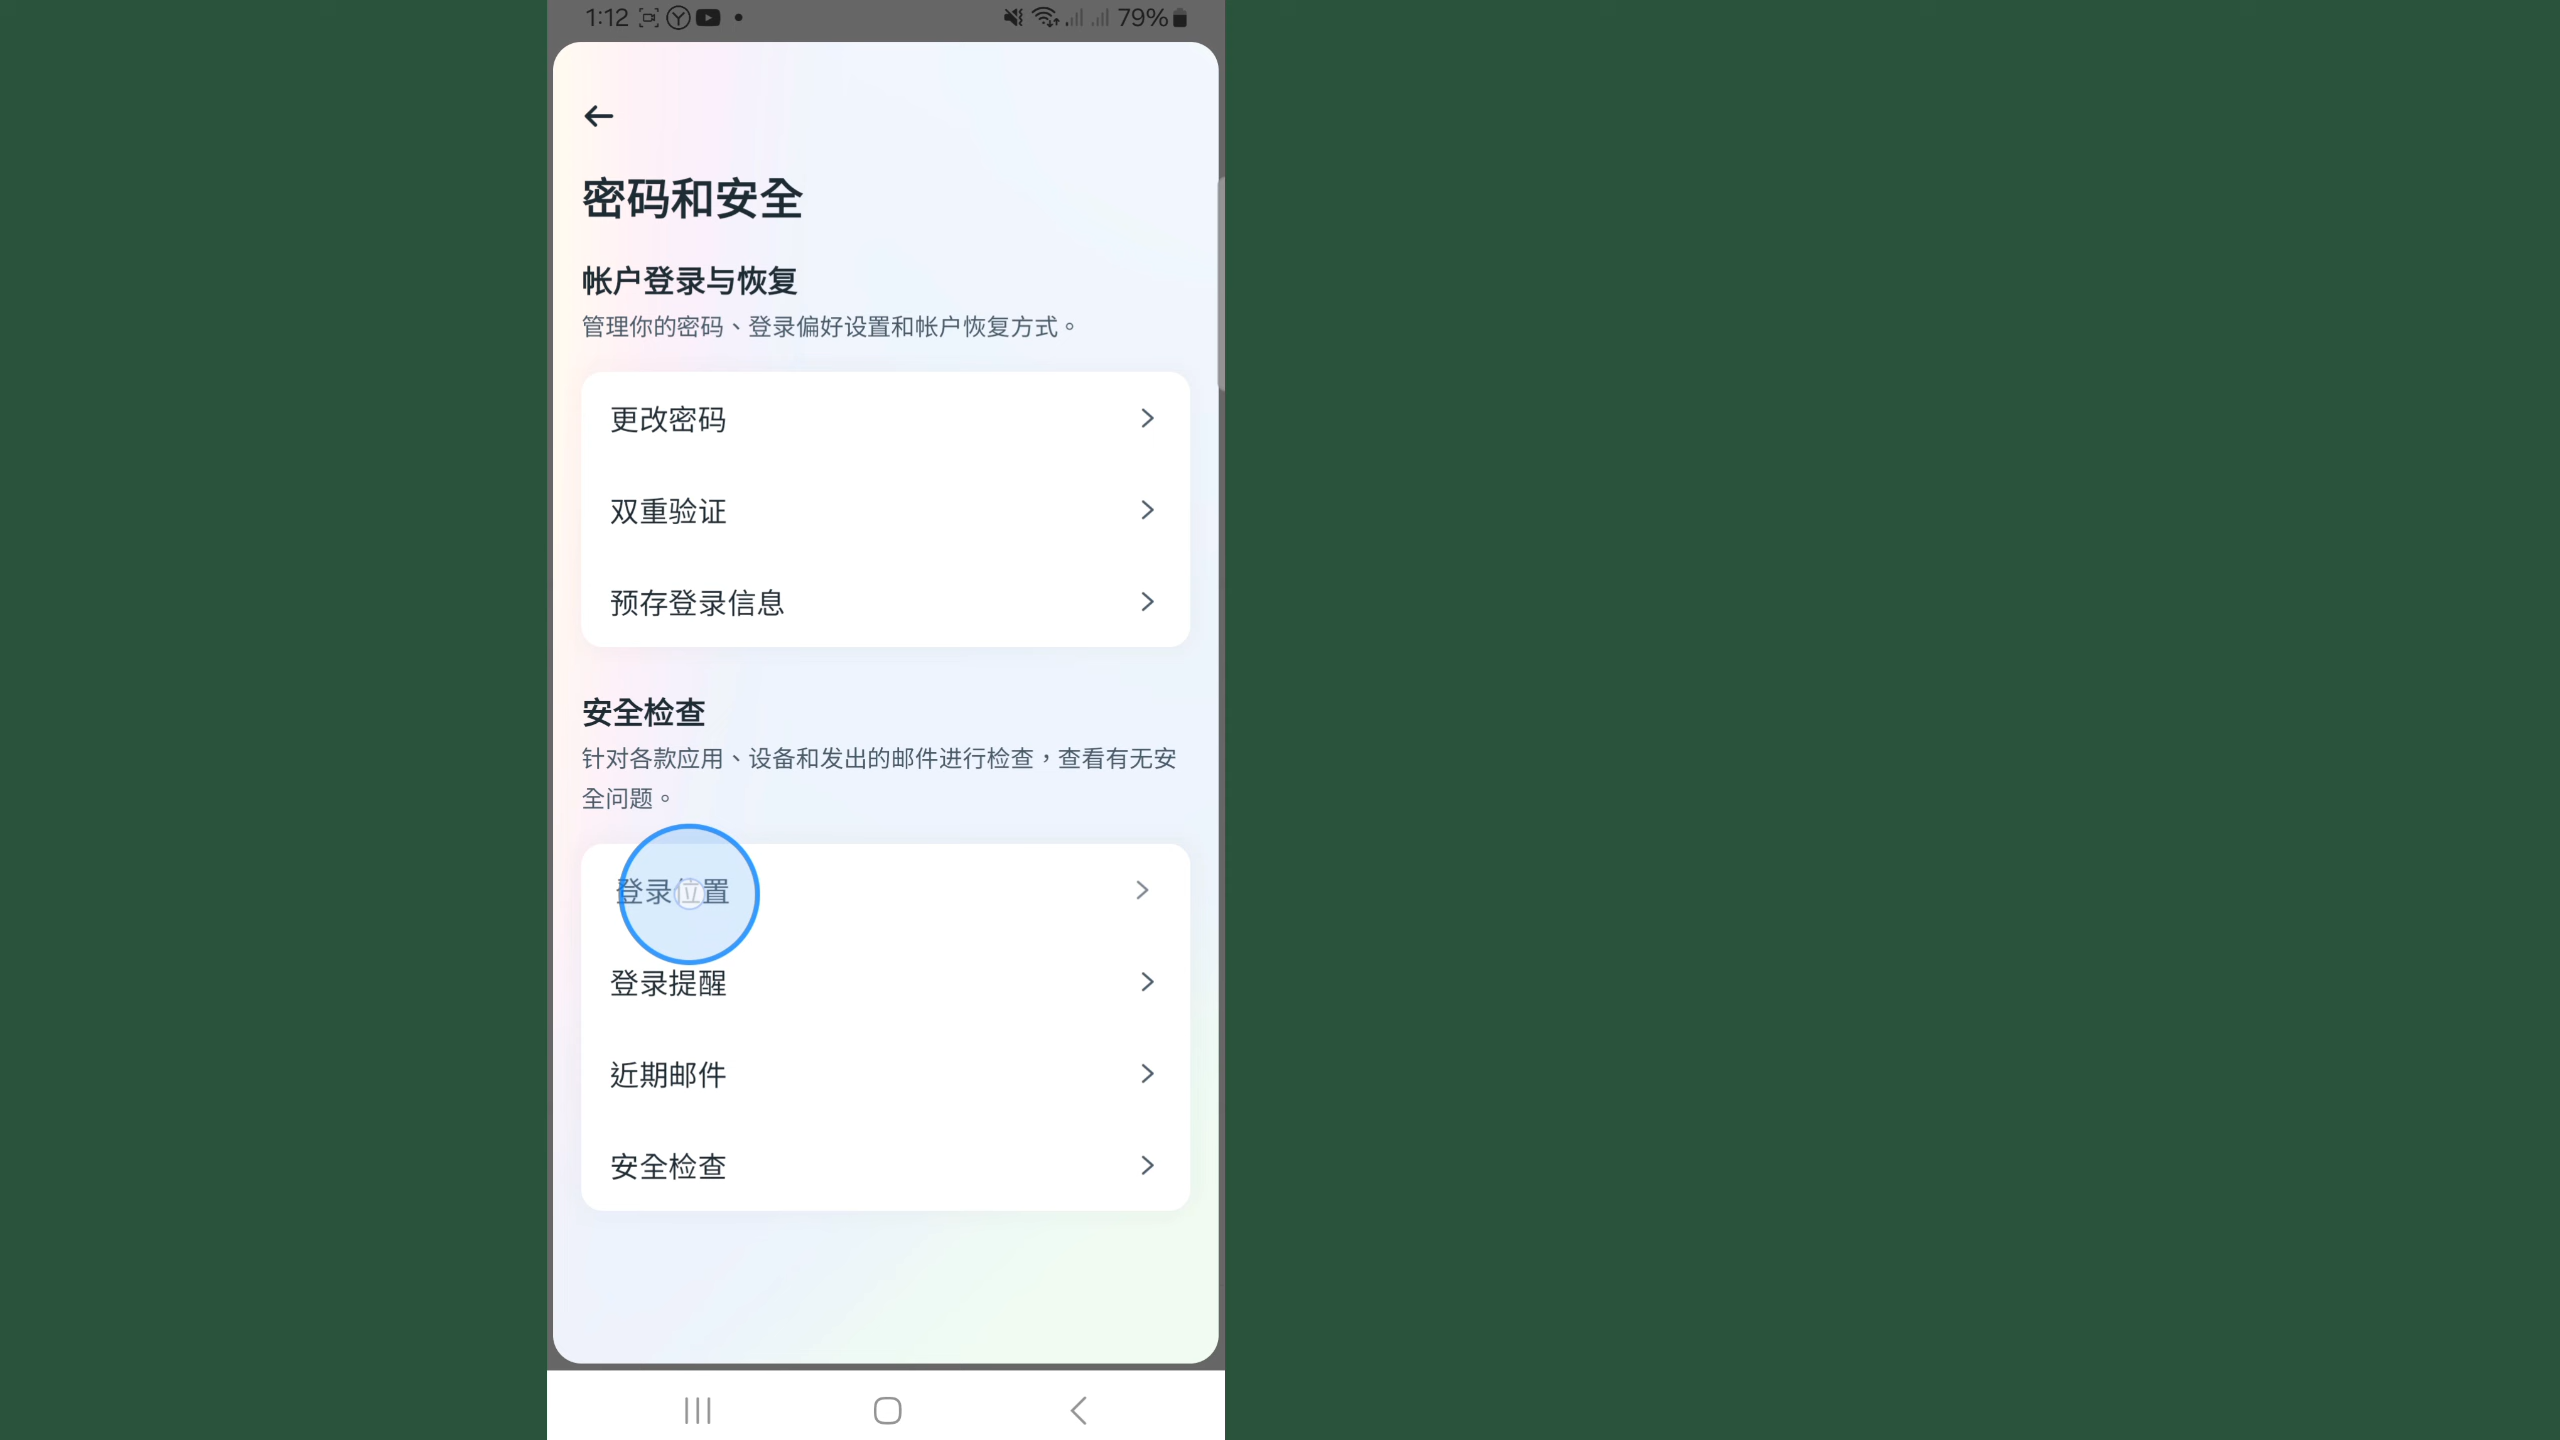 1:12
79%
密码和安全
帐户登录与恢复
管理你的密码、登录偏好设置和帐户恢复方式。
更改密码
双重验证
预存登录信息
安全检查
针对各款应用、设备和发出的邮件进行检查，查看有无安
全问题。
登录位置
登录提醒
近期邮件
安全检查